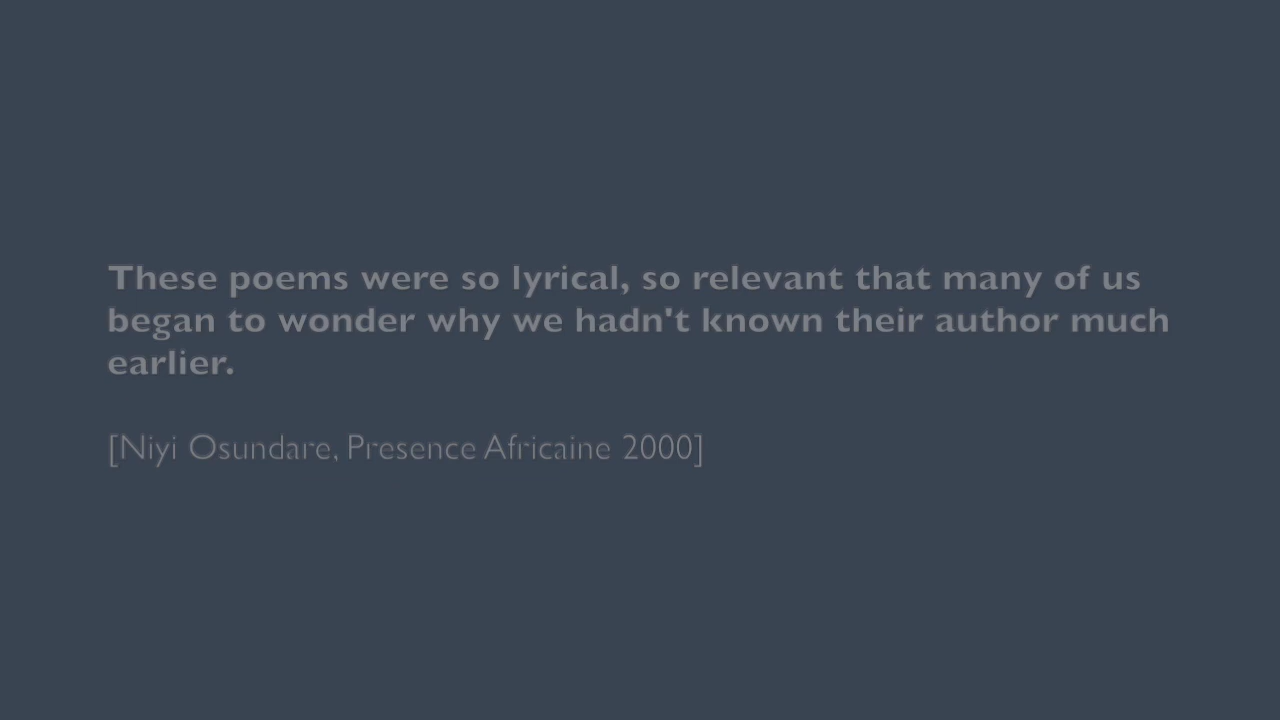 These poems were so lyrical, so relevant that many of us
began to wonder why we hadn't known their author much
earlier.
[Niyi Osundare, Presence Africaine 2000]